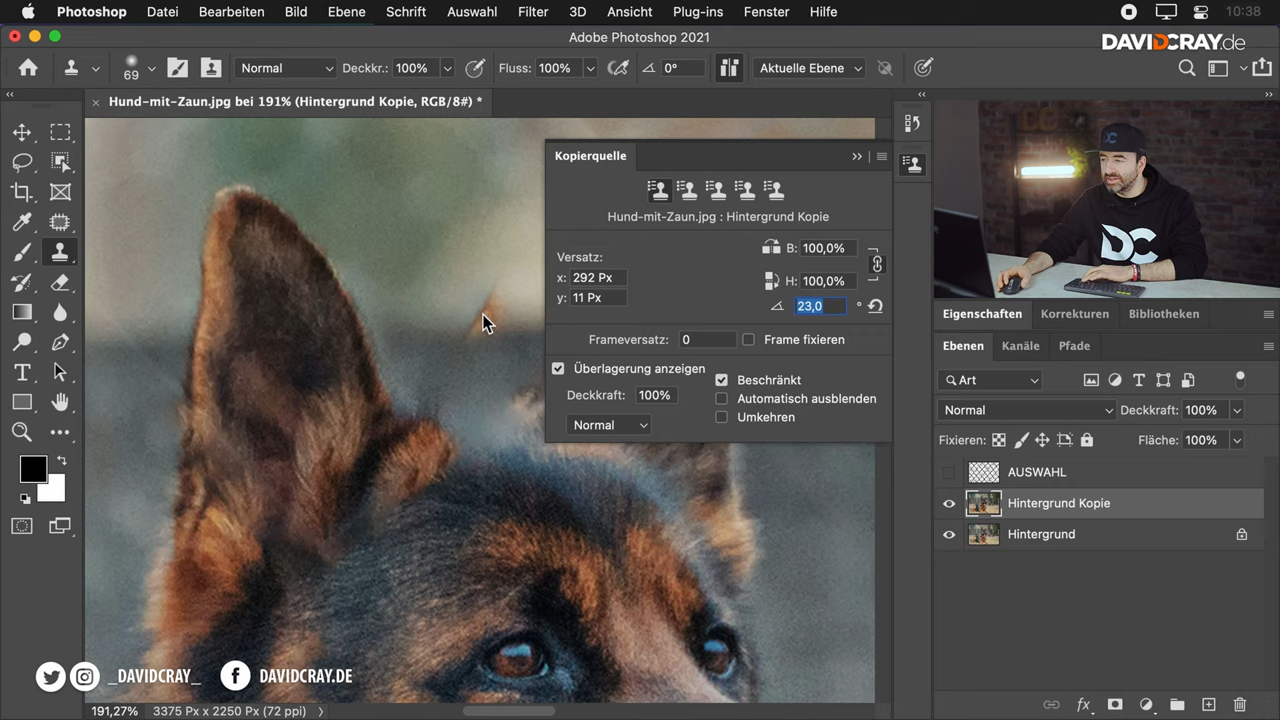 Photoshop Datei Bearbeiten Bild Ebene Schrift Auswahl Filter 3D Ansicht Plug-ins Fenster Hilfe 10:38
Adobe Photoshop 2021
DAVIDCRAY.de
69 Normal Deckkr.: 100% Fluss: 100% 0° Aktuelle Ebene
Hund-mit-Zaun.jpg bei 191% (Hintergrund Kopie, RGB/8#) *
Kopierquelle
Hund-mit-Zaun.jpg : Hintergrund Kopie
Versatz:
x: 292 Px
y: 11 Px
B: 100,0%
H: 100,0%
23,0 °
Frameversatz: 0 Frame fixieren
Überlagerung anzeigen
Deckkraft: 100%
Normal
Beschränkt
Automatisch ausblenden
Umkehren
DC
Eigenschaften Korrekturen Bibliotheken
Ebenen Kanäle Pfade
Art
Normal Deckkraft: 100%
Fixieren: Fläche: 100%
AUSWAHL
Hintergrund Kopie
Hintergrund
fx
_DAVIDCRAY_ DAVIDCRAY.DE
191,27% 3375 Px x 2250 Px (72 ppi)